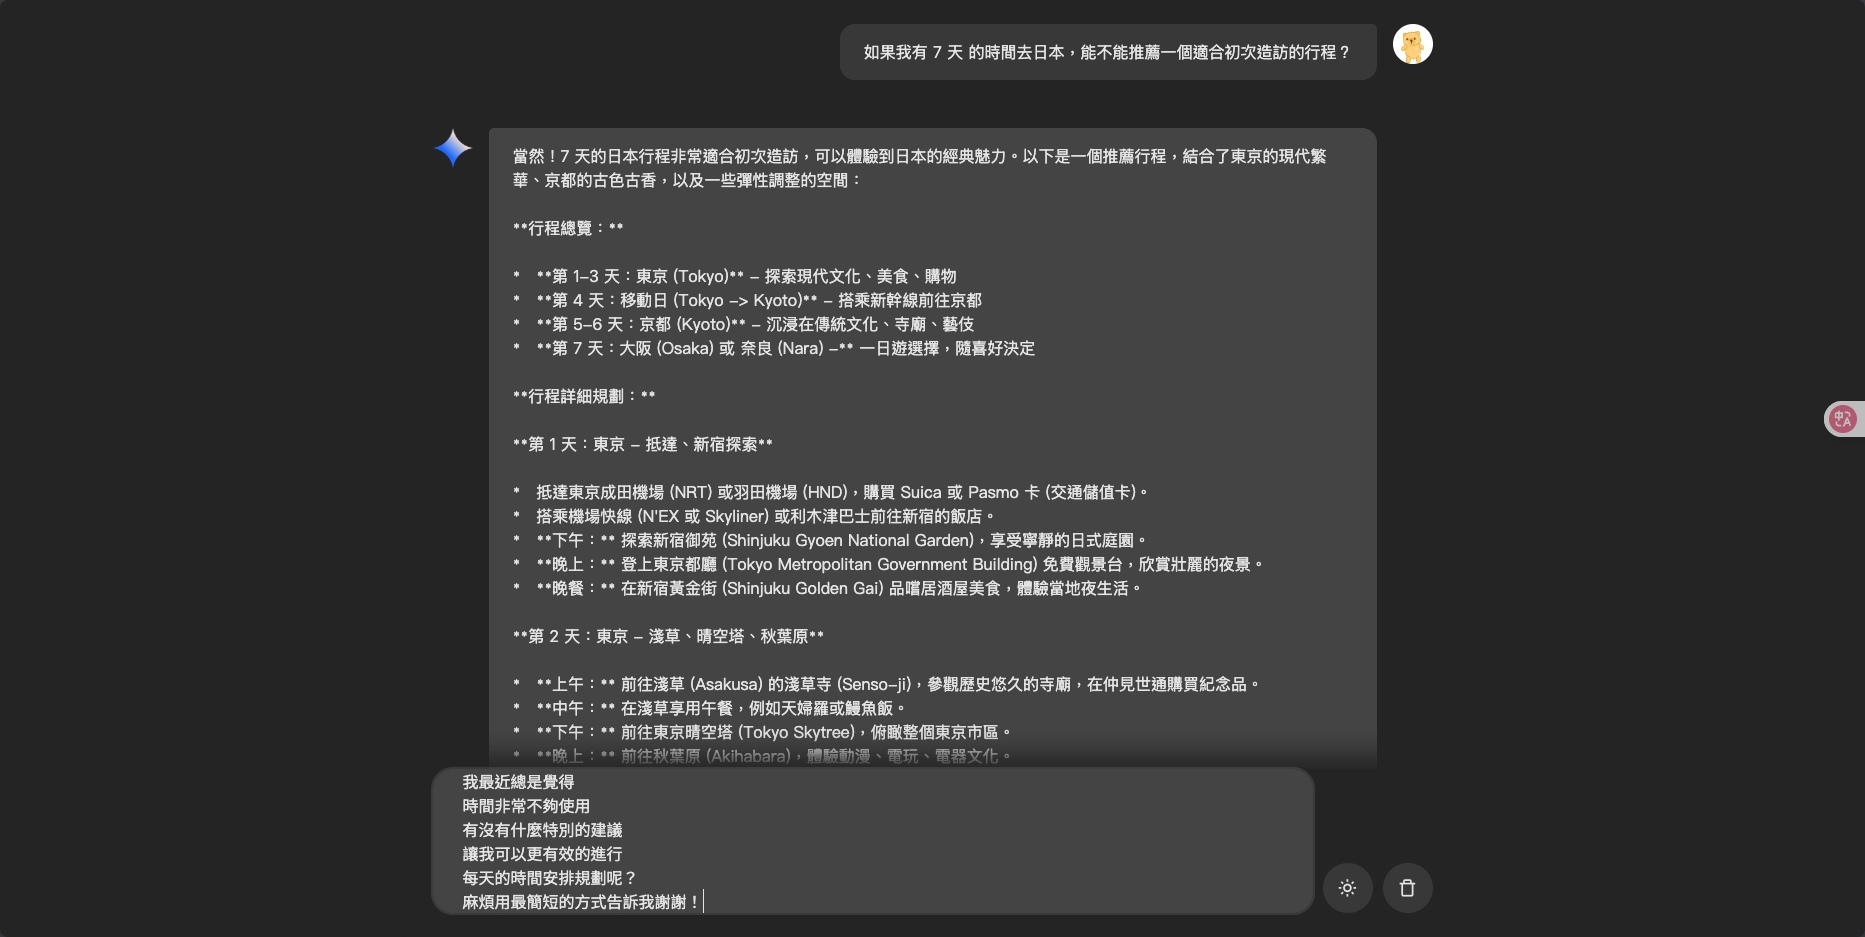 如果我有 7 天 的時間去日本，能不能推薦一個適合初次造訪的行程？
當然！7 天的日本行程非常適合初次造訪，可以體驗到日本的經典魅力。以下是一個推薦行程，結合了東京的現代繁
華、京都的古色古香，以及一些彈性調整的空間：
**行程總覽：**
*   **第 1-3 天：東京 (Tokyo)** - 探索現代文化、美食、購物
*   **第 4 天：移動日 (Tokyo -> Kyoto)** - 搭乘新幹線前往京都
*   **第 5-6 天：京都 (Kyoto)** - 沉浸在傳統文化、寺廟、藝伎
*   **第 7 天：大阪 (Osaka) 或 奈良 (Nara) -** 一日遊選擇，隨喜好決定
**行程詳細規劃：**
**第 1 天：東京 - 抵達、新宿探索**
*   抵達東京成田機場 (NRT) 或羽田機場 (HND)，購買 Suica 或 Pasmo 卡 (交通儲值卡)。
*   搭乘機場快線 (N'EX 或 Skyliner) 或利木津巴士前往新宿的飯店。
*   **下午：** 探索新宿御苑 (Shinjuku Gyoen National Garden)，享受寧靜的日式庭園。
*   **晚上：** 登上東京都廳 (Tokyo Metropolitan Government Building) 免費觀景台，欣賞壯麗的夜景。
*   **晚餐：** 在新宿黃金街 (Shinjuku Golden Gai) 品嚐居酒屋美食，體驗當地夜生活。
**第 2 天：東京 - 淺草、晴空塔、秋葉原**
*   **上午：** 前往淺草 (Asakusa) 的淺草寺 (Senso-ji)，參觀歷史悠久的寺廟，在仲見世通購買紀念品。
*   **中午：** 在淺草享用午餐，例如天婦羅或鰻魚飯。
*   **下午：** 前往東京晴空塔 (Tokyo Skytree)，俯瞰整個東京市區。
*   **晚上：** 前往秋葉原 (Akihabara)，體驗動漫、電玩、電器文化。
我最近總是覺得
時間非常不夠使用
有沒有什麼特別的建議
讓我可以更有效的進行
每天的時間安排規劃呢？
麻煩用最簡短的方式告訴我謝謝！
中
A